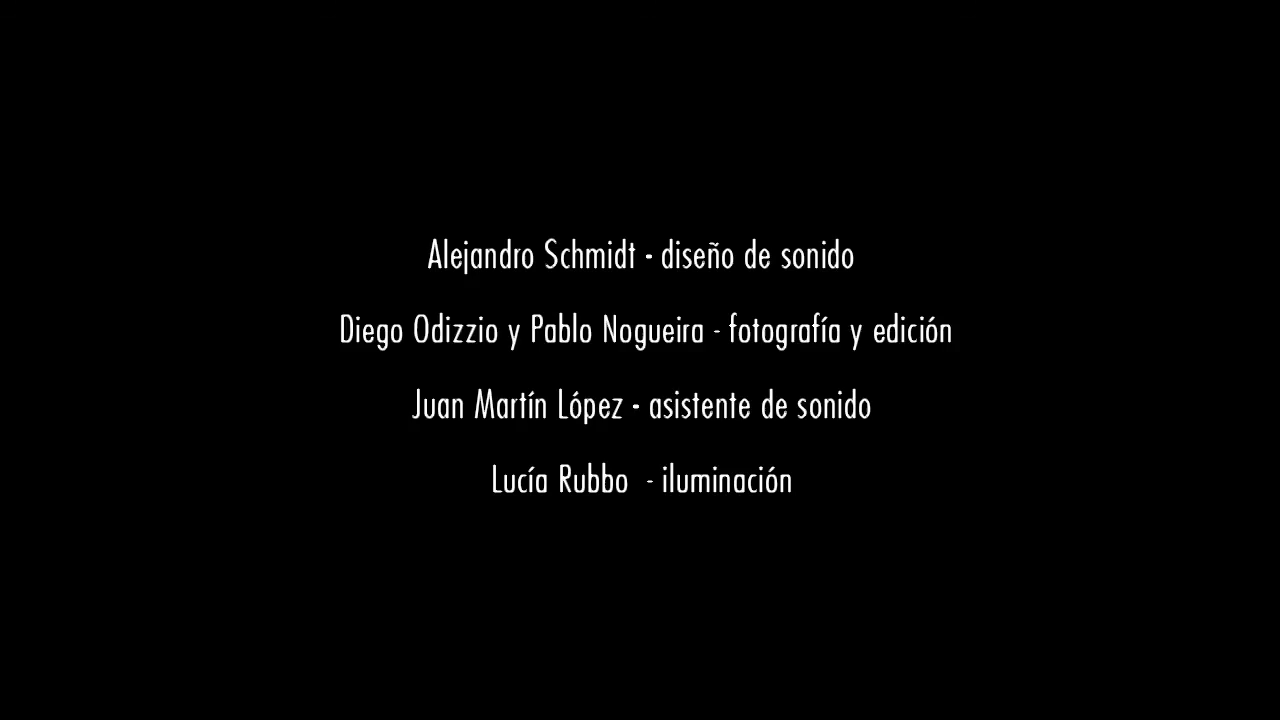 Alejandro Schmidt - diseño de sonido
Diego Odizzio y Pablo Nogueira - fotografía y edición
Juan Martín López - asistente de sonido
Lucía Rubbo - iluminación